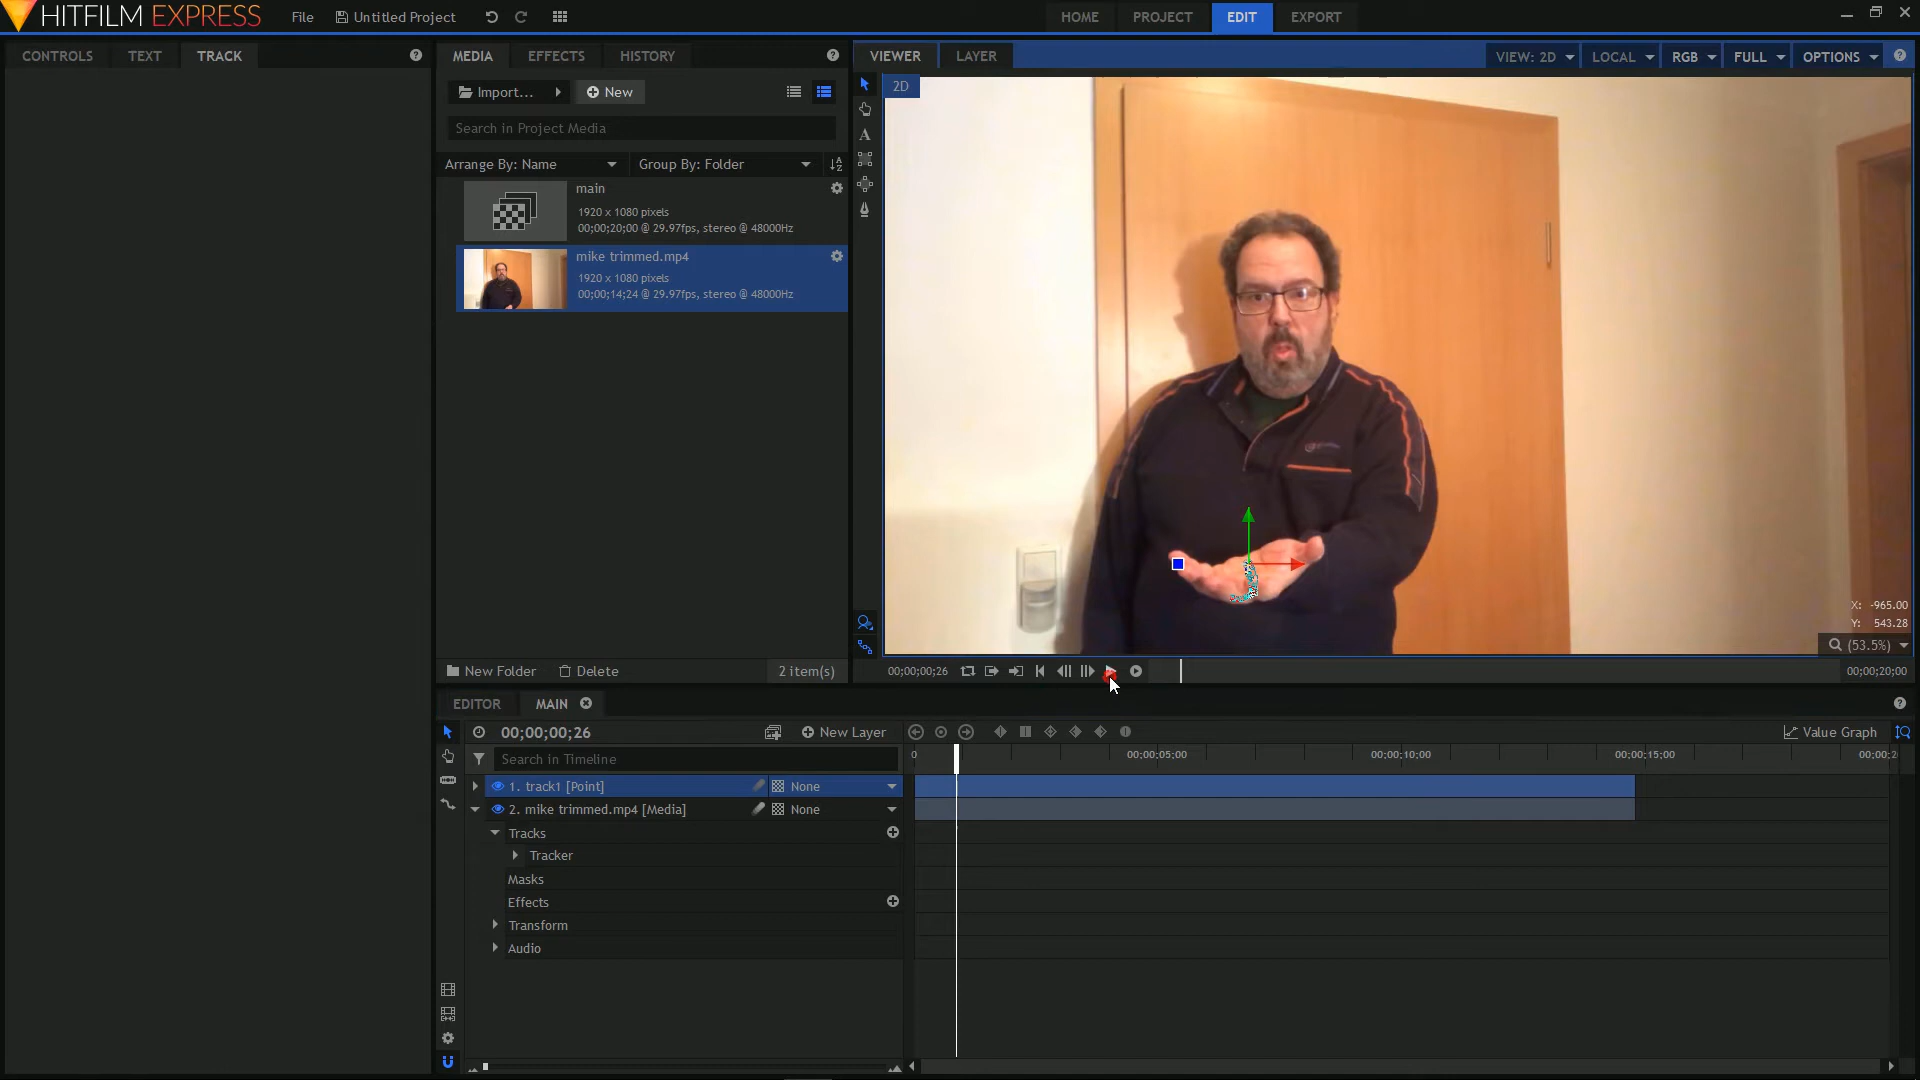 HITFILM EXPRESS
File
Untitled Project
HOME
PROJECT
EDIT
EXPORT
CONTROLS
TEXT
TRACK
MEDIA
EFFECTS
HISTORY
VIEWER
LAYER
VIEW: 2D
LOCAL
RGB
FULL
OPTIONS
Import...
New
2D
Search in Project Media
Arrange By: Name
Group By: Folder
main
1920 x 1080 pixels
00;00;20;00 @ 29.97fps, stereo @ 48000Hz
mike trimmed.mp4
1920 x 1080 pixels
00;00;14;24 @ 29.97fps, stereo @ 48000Hz
X: -965.00
Y: 543.28
(53.5%)
New Folder
Delete
2 item(s)
00;00;00;26
00;00;20;00
EDITOR
MAIN
00;00;00;26
New Layer
Value Graph
Search in Timeline
0
00;00;05;00
00;00;10;00
00;00;15;00
00;00;2
1. track1 [Point]
None
2. mike trimmed.mp4 [Media]
None
Tracks
Tracker
Masks
Effects
Transform
Audio